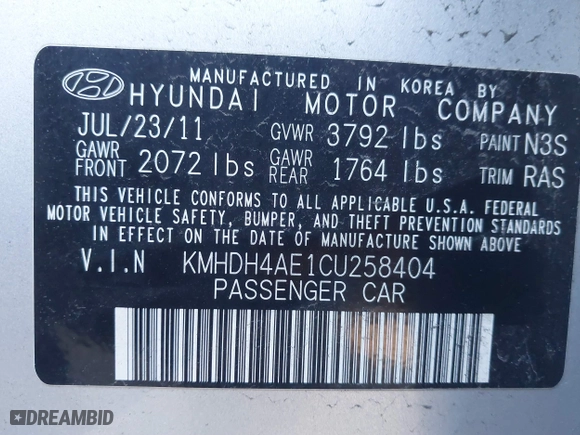 MANUFACTURED IN KOREA BY
HYUNDAI MOTOR COMPANY
JUL/23/11 GVWR 3792 lbs PAINT N3S
GAWR FRONT 2072 lbs GAWR REAR 1764 lbs TRIM RAS
THIS VEHICLE CONFORMS TO ALL APPLICABLE U.S.A. FEDERAL
MOTOR VEHICLE SAFETY, BUMPER, AND THEFT PREVENTION STANDARDS
IN EFFECT ON THE DATE OF MANUFACTURE SHOWN ABOVE
V.I.N KMHDH4AE1CU258404
PASSENGER CAR
DREAMBID